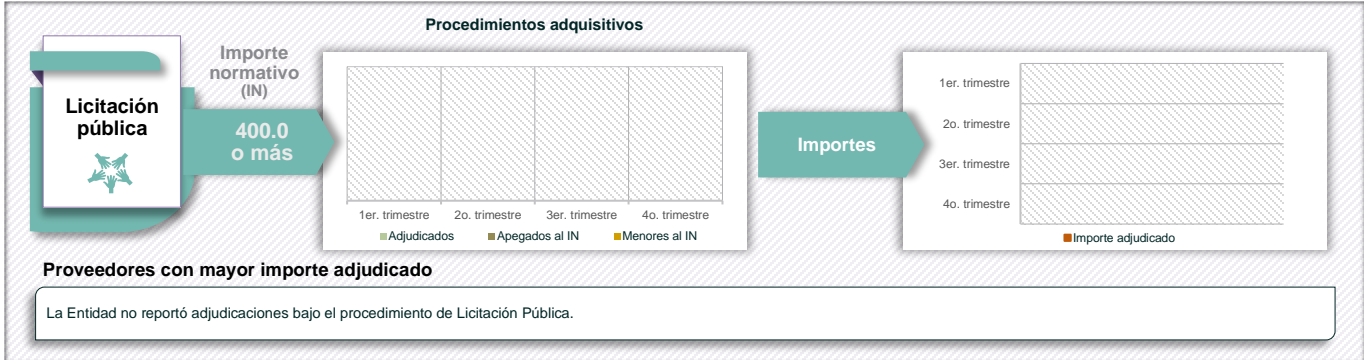 Procedimientos adquisitivos
Licitación
pública
Importe
normativo
(IN)
400.0
o más
1er. trimestre 2o. trimestre 3er. trimestre 4o. trimestre
Adjudicados Apegados al IN Menores al IN
Importes
1er. trimestre
2o. trimestre
3er. trimestre
4o. trimestre
Importe adjudicado
Proveedores con mayor importe adjudicado
La Entidad no reportó adjudicaciones bajo el procedimiento de Licitación Pública.